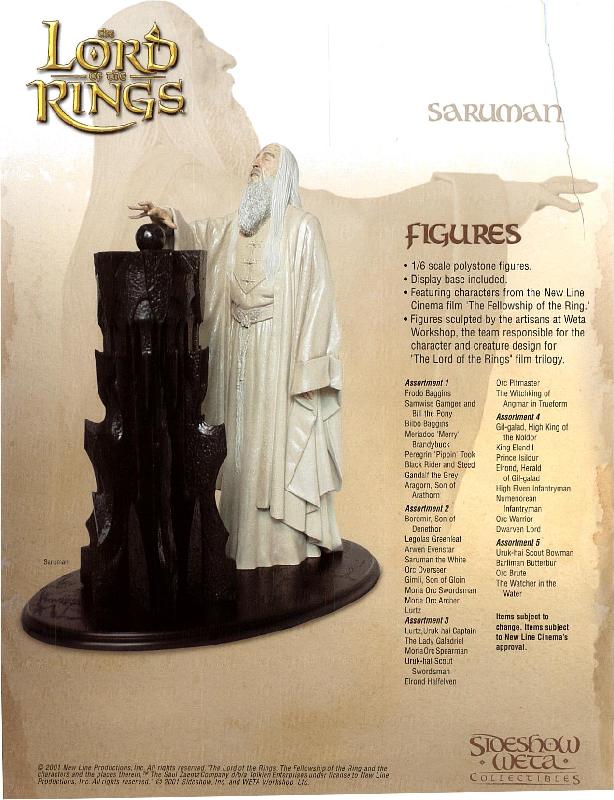 the
LORD
OF THE
RINGS
SARUMAN
FIGURES
• 1/6 scale polystone figures.
• Display base included.
• Featuring characters from the New Line
Cinema film 'The Fellowship of the Ring.'
• Figures sculpted by the artisans at Weta
Workshop, the team responsible for the
character and creature design for
"The Lord of the Rings" film trilogy.
Assortment 1
Frodo Baggins
Samwise Gamgee and
Bill the Pony
Bilbo Baggins
Meriadoc 'Merry'
Brandybuck
Peregrin 'Pippin' Took
Black Rider and Steed
Gandalf the Grey
Aragorn, Son of
Arathorn
Assortment 2
Boromir, Son of
Denethor
Legolas Greenleaf
Arwen Evenstar
Saruman the White
Orc Overseer
Gimli, Son of Gloin
Moria Orc Swordsman
Moria Orc Archer
Lurtz
Assortment 3
Lurtz, Uruk-hai Captain
The Lady Galadriel
Moria Orc Spearman
Uruk-hai Scout
Swordsman
Elrond Halfelven
Orc Pitmaster
The Witchking of
Angmar in Trueform
Assortment 4
Gil-galad, High King of
the Noldor
King Elendil
Prince Isildur
Elrond, Herald
of Gil-galad
High Elven Infantryman
Numenorean
Infantryman
Orc Warrior
Dwarven Lord
Assortment 5
Uruk-hai Scout Bowman
Barliman Butterbur
Orc Brute
The Watcher in the
Water
Items subject to
change. Items subject
to New Line Cinema's
approval.
Saruman
© 2001 New Line Productions, Inc. All rights reserved. 'The Lord of the Rings: The Fellowship of the Ring and the
characters and the places therein,™ The Saul Zaentz Company d/b/a Tolkien Enterprises under license to New Line
Productions, Inc. All rights reserved.' © 2001 Sideshow, Inc. and WETA Workshop, Ltc.
SIDESHOW
WETA
COLLECTIBLES